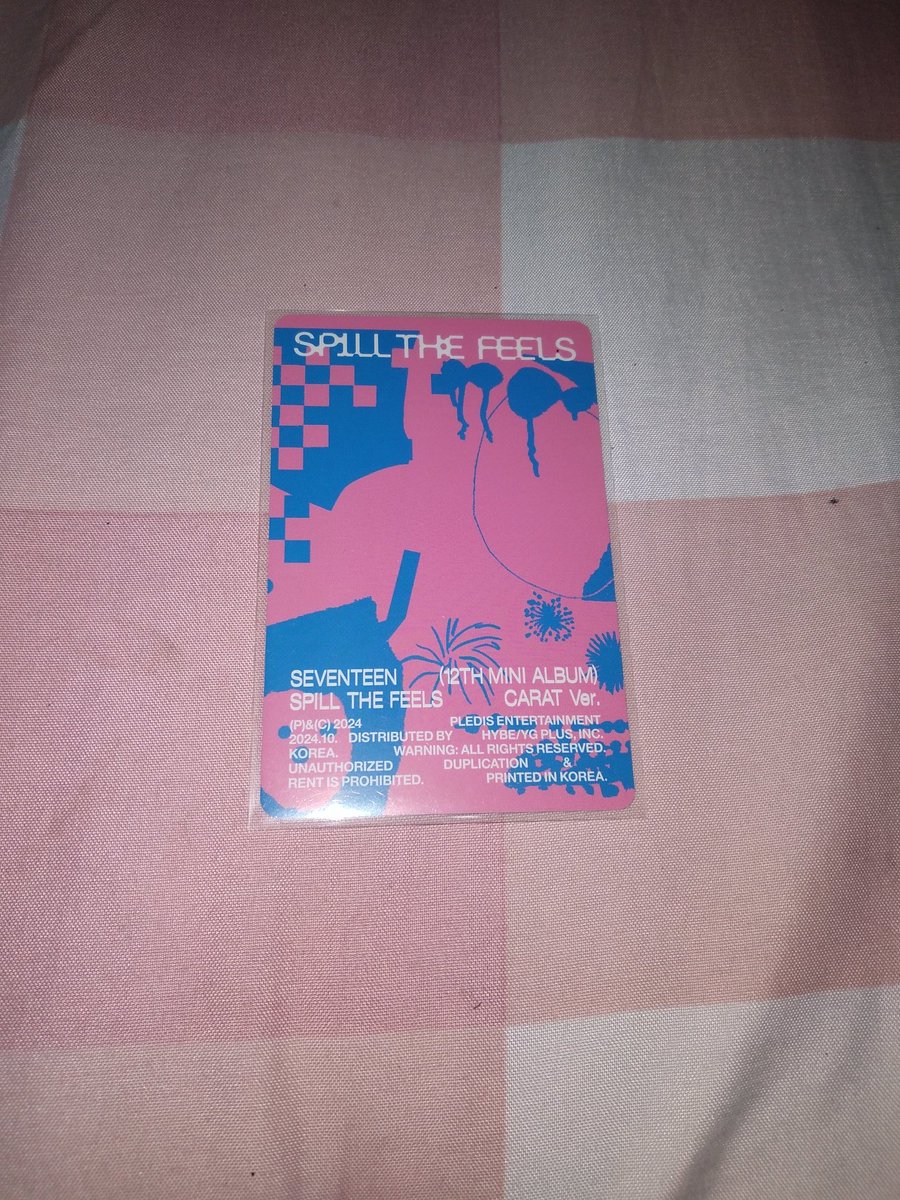 SPILL THE FEELS
SEVENTEEN (12TH MINI ALBUM)
SPILL THE FEELS CARAT Ver.
(P)&(C) 2024 PLEDIS ENTERTAINMENT
2024.10. DISTRIBUTED BY HYBE/YG PLUS, INC.
KOREA. WARNING: ALL RIGHTS RESERVED.
UNAUTHORIZED DUPLICATION &
RENT IS PROHIBITED. PRINTED IN KOREA.